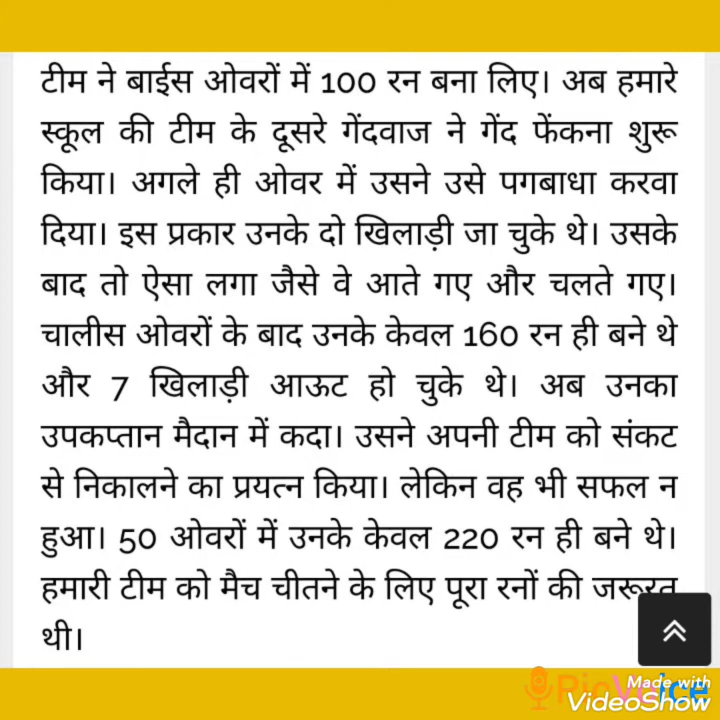 टीम ने बाईस ओवरों में 100 रन बना लिए। अब हमारे
स्कूल की टीम के दूसरे गेंदवाज ने गेंद फेंकना शुरू
किया। अगले ही ओवर में उसने उसे पगबाधा करवा
दिया। इस प्रकार उनके दो खिलाड़ी जा चुके थे। उसके
बाद तो ऐसा लगा जैसे वे आते गए और चलते गए।
चालीस ओवरों के बाद उनके केवल 160 रन ही बने थे
और 7 खिलाड़ी आऊट हो चुके थे। अब उनका
उपकप्तान मैदान में कदा। उसने अपनी टीम को संकट
से निकालने का प्रयत्न किया। लेकिन वह भी सफल न
हुआ। 50 ओवरों में उनके केवल 220 रन ही बने थे।
हमारी टीम को मैच चीतने के लिए पूरा रनों की जरूरत
थी।
Made with
VideoShow